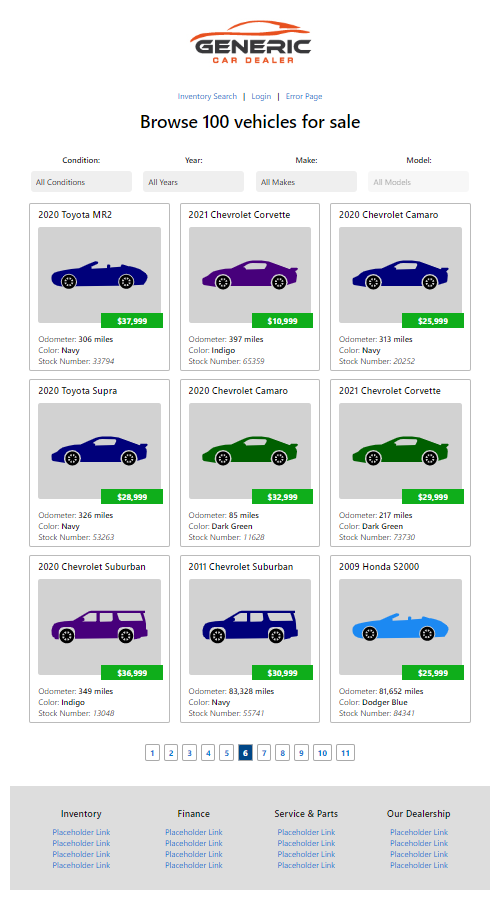 GENERIC
CAR DEALER
Inventory Search | Login | Error Page
Browse 100 vehicles for sale
Condition: Year: Make: Model:
All Conditions All Years All Makes All Models
2020 Toyota MR2
$37,999
Odometer: 306 miles
Color: Navy
Stock Number: 33794
2021 Chevrolet Corvette
$10,999
Odometer: 397 miles
Color: Indigo
Stock Number: 65359
2020 Chevrolet Camaro
$25,999
Odometer: 313 miles
Color: Navy
Stock Number: 20252
2020 Toyota Supra
$28,999
Odometer: 326 miles
Color: Navy
Stock Number: 53263
2020 Chevrolet Camaro
$32,999
Odometer: 85 miles
Color: Dark Green
Stock Number: 11628
2021 Chevrolet Corvette
$29,999
Odometer: 217 miles
Color: Dark Green
Stock Number: 73730
2020 Chevrolet Suburban
$36,999
Odometer: 349 miles
Color: Indigo
Stock Number: 13048
2011 Chevrolet Suburban
$30,999
Odometer: 83,328 miles
Color: Navy
Stock Number: 55741
2009 Honda S2000
$25,999
Odometer: 81,652 miles
Color: Dodger Blue
Stock Number: 84341
1 2 3 4 5 6 7 8 9 10 11
Inventory
Placeholder Link
Placeholder Link
Placeholder Link
Placeholder Link
Finance
Placeholder Link
Placeholder Link
Placeholder Link
Placeholder Link
Service & Parts
Placeholder Link
Placeholder Link
Placeholder Link
Placeholder Link
Our Dealership
Placeholder Link
Placeholder Link
Placeholder Link
Placeholder Link